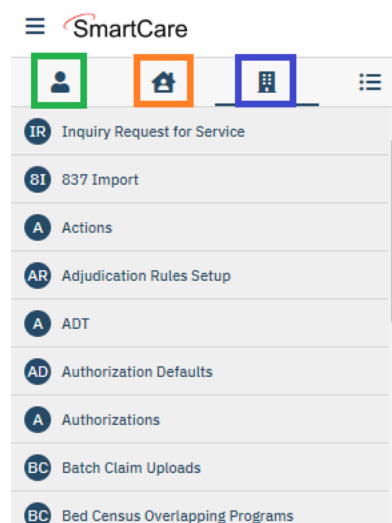 SmartCare
IR Inquiry Request for Service
8I 837 Import
A Actions
AR Adjudication Rules Setup
A ADT
AD Authorization Defaults
A Authorizations
BC Batch Claim Uploads
BC Bed Census Overlapping Programs